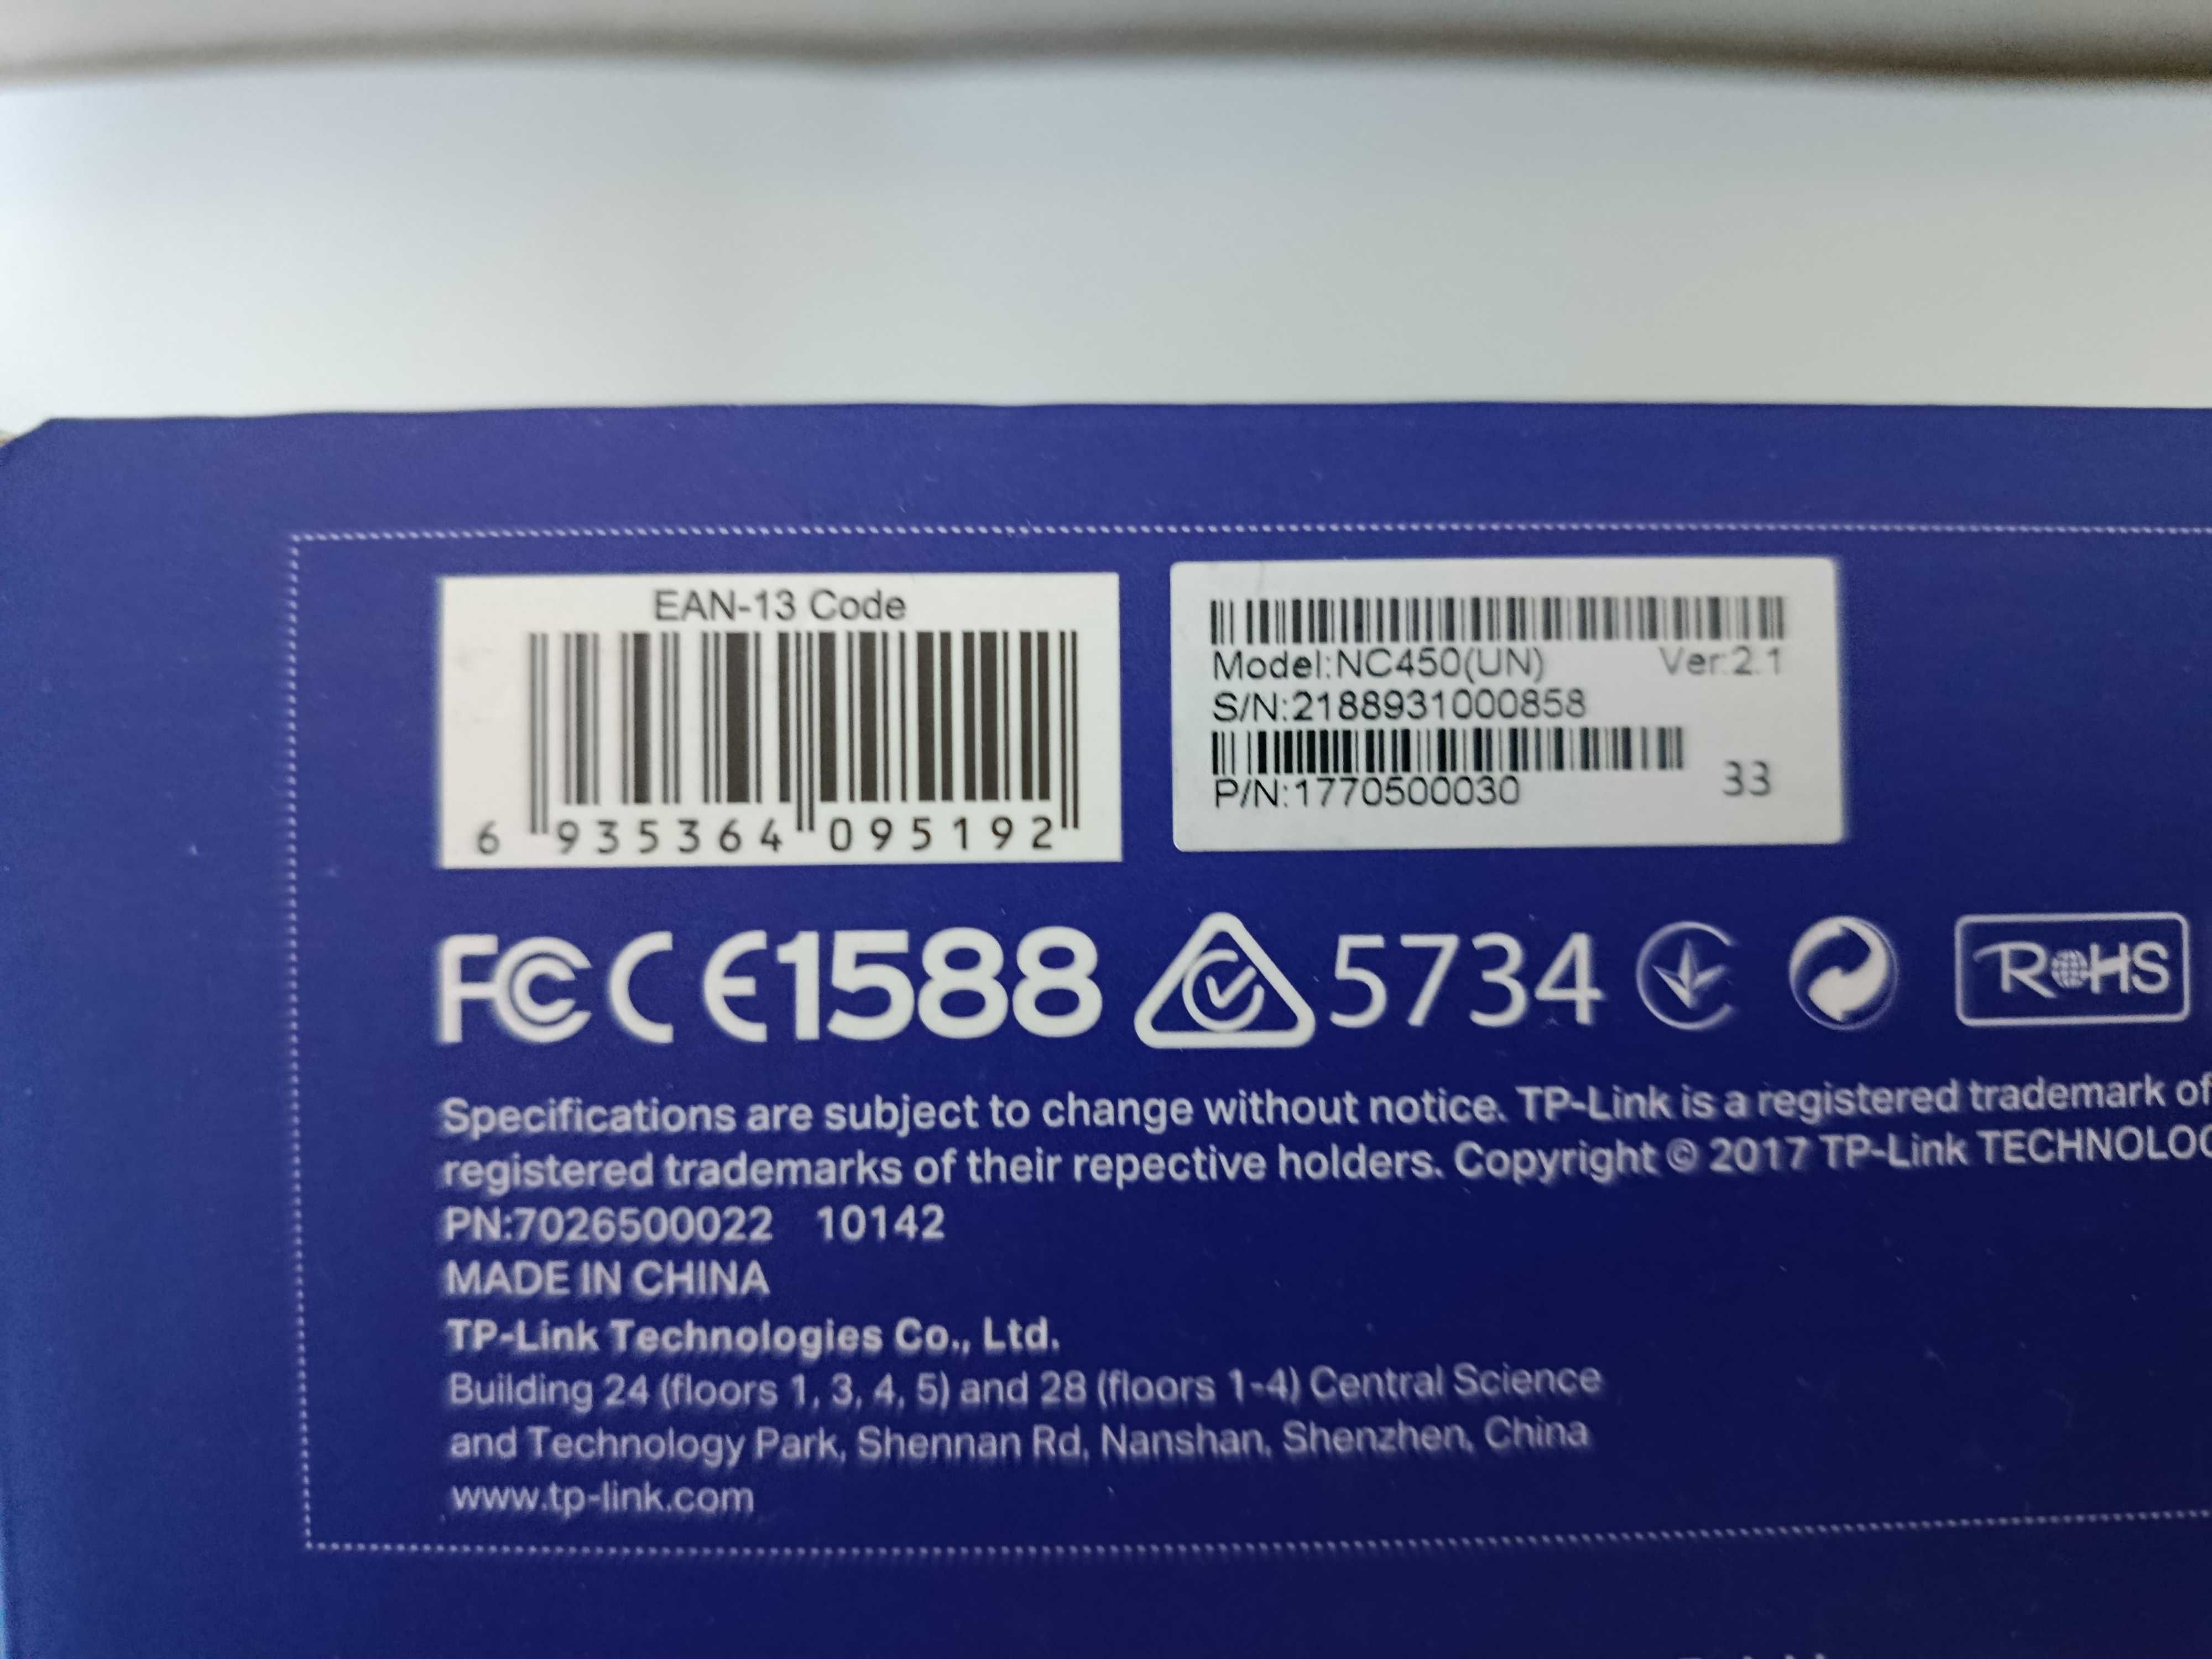 EAN-13 Code
6 935364 095192
Model:NC450(UN) Ver:2.1
S/N:2188931000858
P/N:1770500030 33
FC CE1588 5734 RoHS
Specifications are subject to change without notice. TP-Link is a registered trademark of
registered trademarks of their repective holders. Copyright © 2017 TP-Link TECHNOLOG
PN:7026500022 10142
MADE IN CHINA
TP-Link Technologies Co., Ltd.
Building 24 (floors 1, 3, 4, 5) and 28 (floors 1-4) Central Science
and Technology Park, Shennan Rd, Nanshan, Shenzhen, China
www.tp-link.com